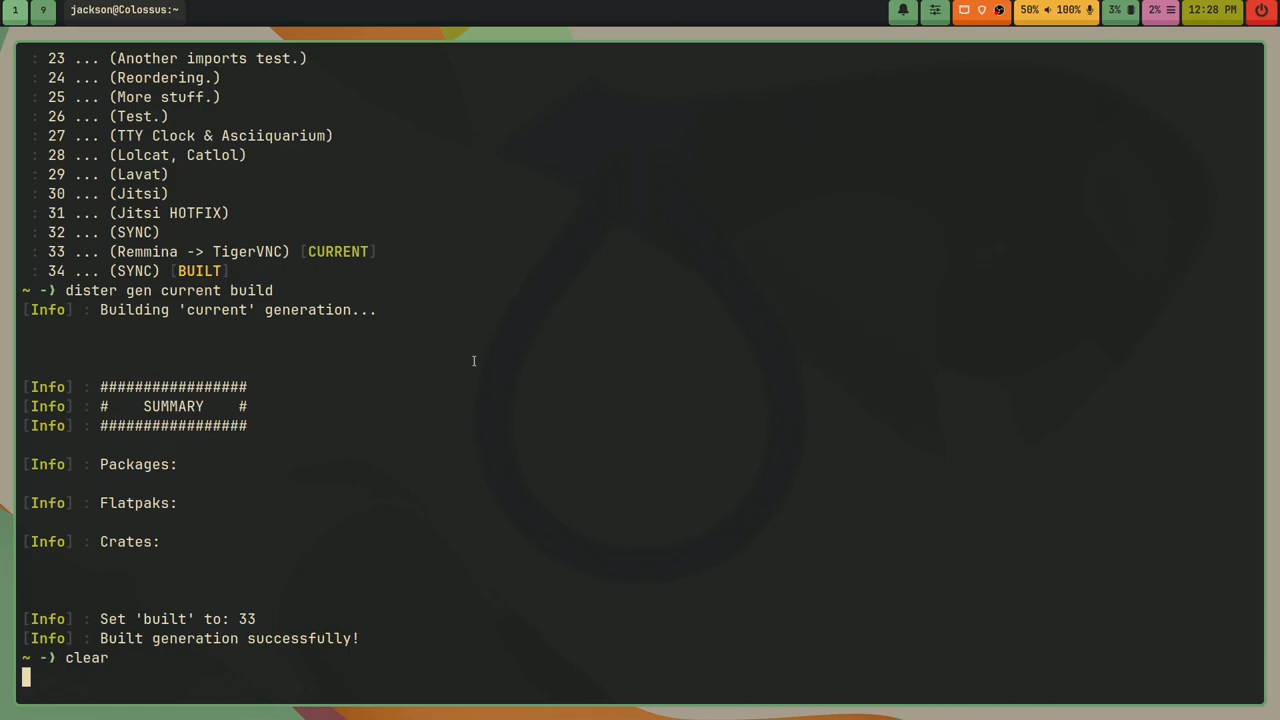 1 9 jackson@Colossus:~ 50% 100% 3% 2% 12:28 PM
: 23 ... (Another imports test.)
: 24 ... (Reordering.)
: 25 ... (More stuff.)
: 26 ... (Test.)
: 27 ... (TTY Clock & Asciiquarium)
: 28 ... (Lolcat, Catlol)
: 29 ... (Lavat)
: 30 ... (Jitsi)
: 31 ... (Jitsi HOTFIX)
: 32 ... (SYNC)
: 33 ... (Remmina -> TigerVNC) [CURRENT]
: 34 ... (SYNC) [BUILT]
~ -) dister gen current build
[Info] : Building 'current' generation...
[Info] : #################
[Info] : #    SUMMARY    #
[Info] : #################
[Info] : Packages:
[Info] : Flatpaks:
[Info] : Crates:
[Info] : Set 'built' to: 33
[Info] : Built generation successfully!
~ -) clear